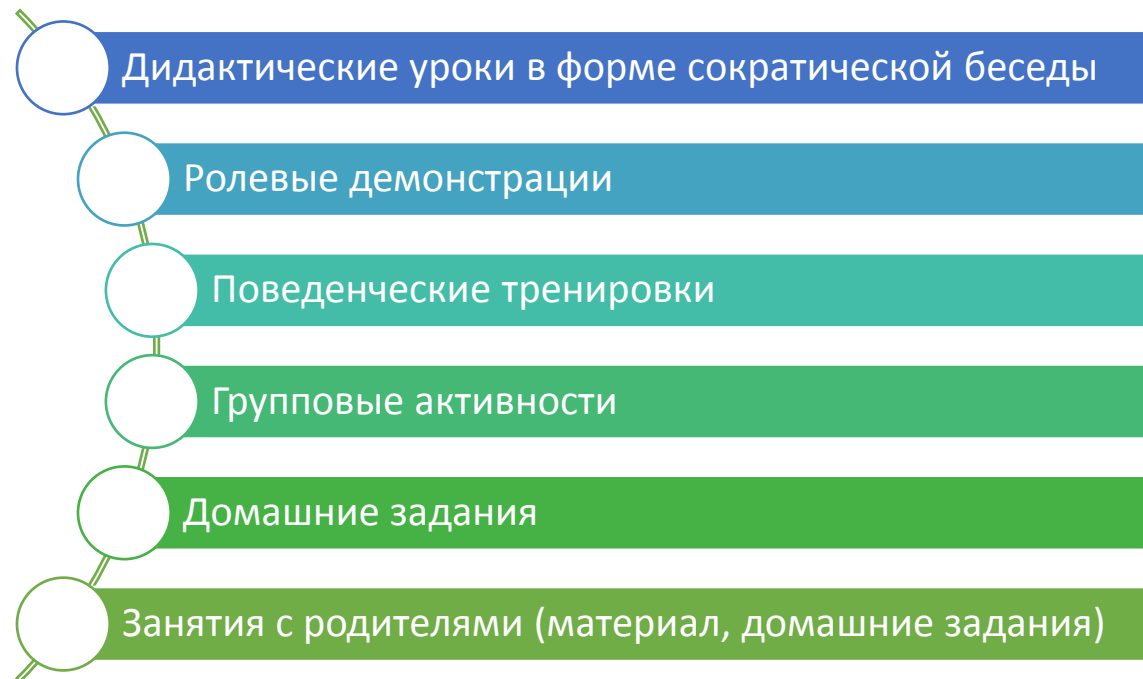 Дидактические уроки в форме сократической беседы
Ролевые демонстрации
Поведенческие тренировки
Групповые активности
Домашние задания
Занятия с родителями (материал, домашние задания)